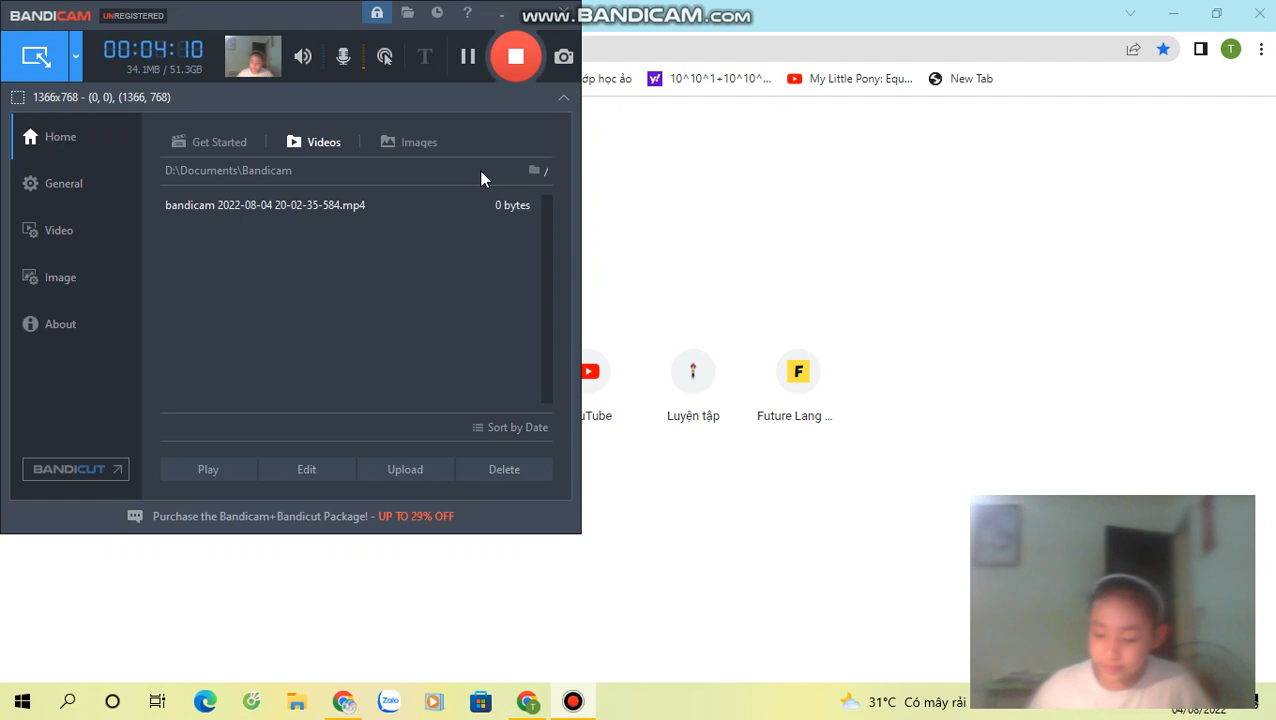 BANDICAM UNREGISTERED
www.BANDICAM.com
00:04:10
34.1MB / 51.3GB
1366x768 - (0, 0), (1366, 768)
ớp học ảo
10^10^1+10^10^...
My Little Pony: Equ...
New Tab
T
Home
General
Video
Image
About
Get Started
Videos
Images
D:\Documents\Bandicam
bandicam 2022-08-04 20-02-35-584.mp4 0 bytes
uTube
Luyện tập
Future Lang ...
Sort by Date
Play
Edit
Upload
Delete
BANDICUT
Purchase the Bandicam+Bandicut Package! - UP TO 29% OFF
Zalo
31°C Có mây rải
04/08/2022